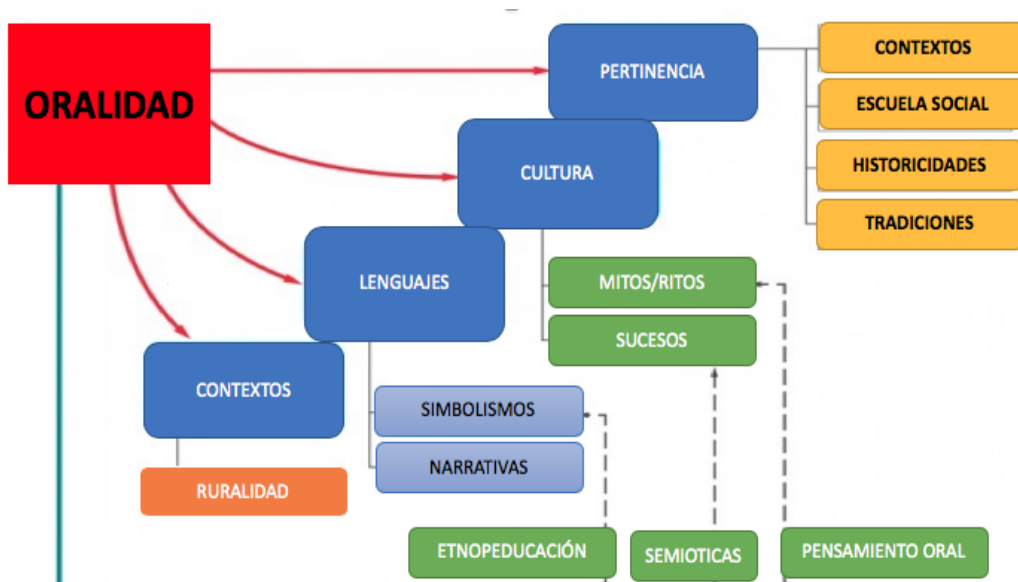 ORALIDAD
PERTINENCIA
CONTEXTOS
ESCUELA SOCIAL
HISTORICIDADES
TRADICIONES
CULTURA
MITOS/RITOS
SUCESOS
LENGUAJES
SIMBOLISMOS
NARRATIVAS
CONTEXTOS
RURALIDAD
ETNOPEDUCACIÓN
SEMIOTICAS
PENSAMIENTO ORAL